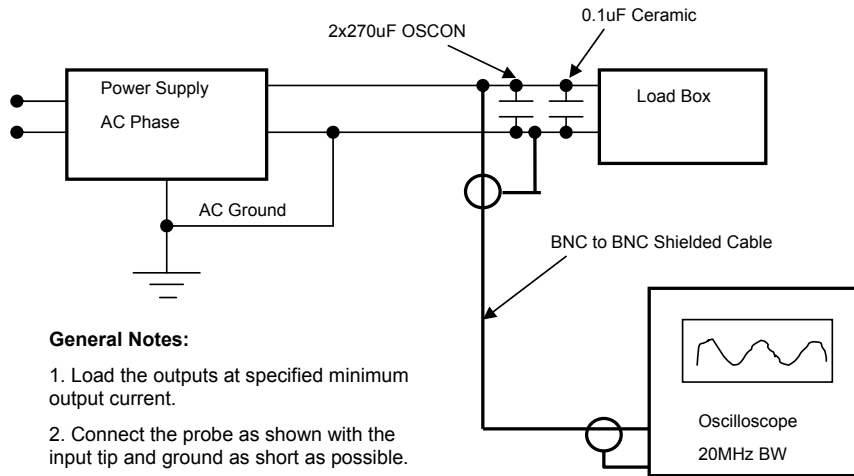 2x270uF OSCON
0.1uF Ceramic
Power Supply
AC Phase
Load Box
AC Ground
BNC to BNC Shielded Cable
General Notes:
1. Load the outputs at specified minimum
output current.
2. Connect the probe as shown with the
input tip and ground as short as possible.
Oscilloscope
20MHz BW